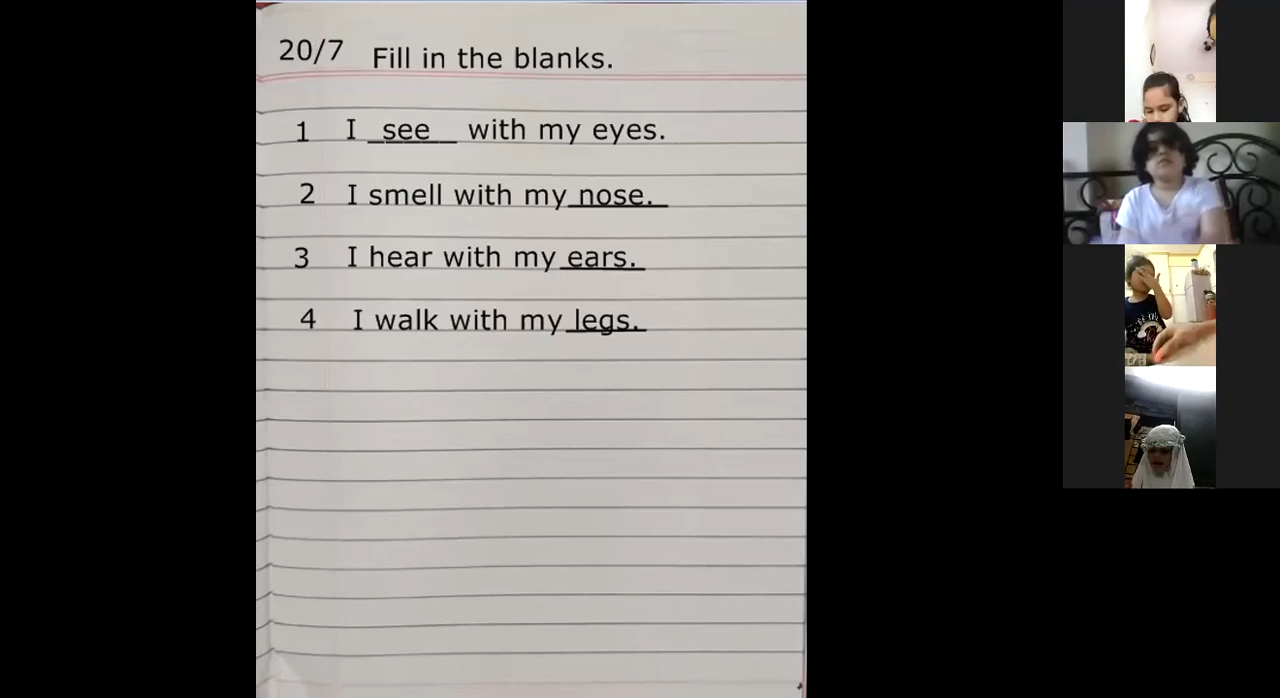 20/7 Fill in the blanks.
1 I see with my eyes.
2 I smell with my nose.
3 I hear with my ears.
4 I walk with my legs.